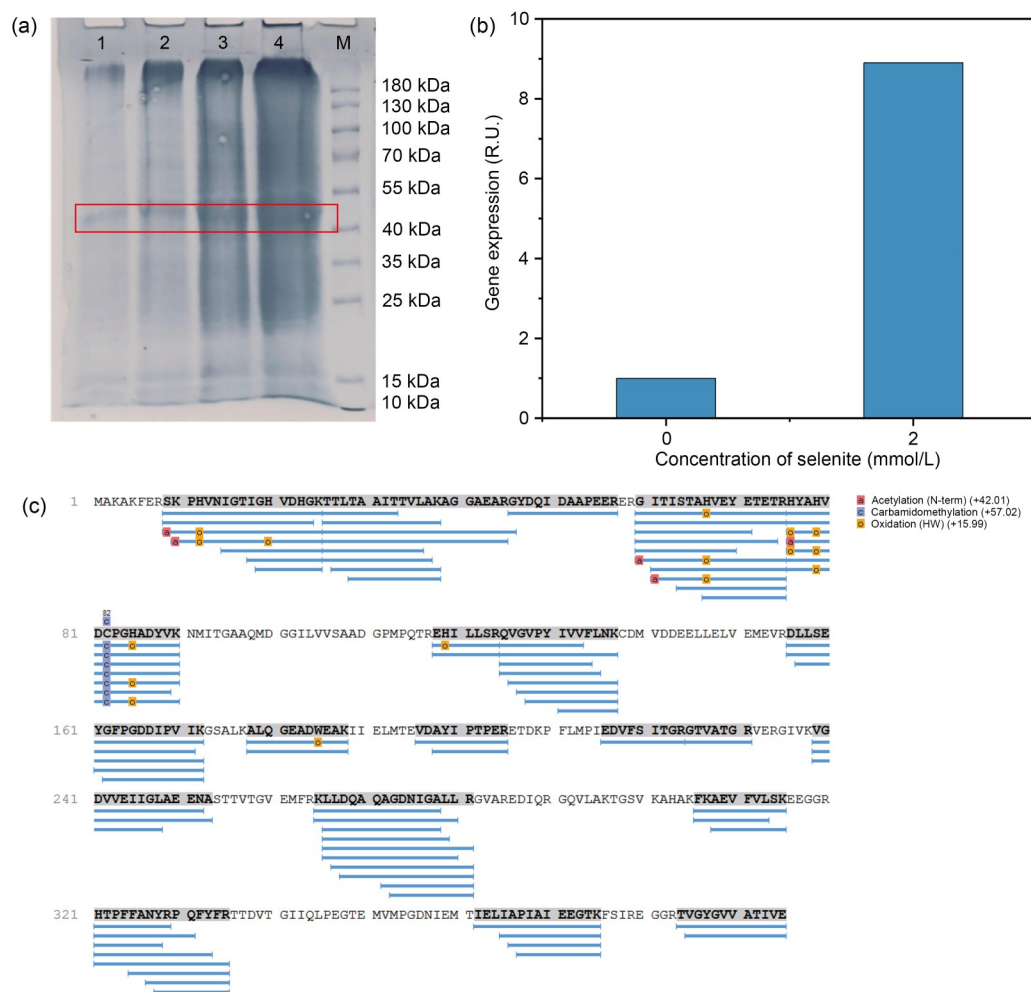 (a)
1 2 3 4 M
180 kDa
130 kDa
100 kDa
70 kDa
55 kDa
40 kDa
35 kDa
25 kDa
15 kDa
10 kDa
(b)
Gene expression (R.U.)
10
8
6
4
2
0
0 2
Concentration of selenite (mmol/L)
(c)
1 MAKAKFERSK PHVNIGTIGH VDHGKTTLTA AITTVLAKAG GAEARGYDQI DAAPEERERG ITISTAHVEY ETETRHYAHV
a Acetylation (N-term) (+42.01)
c Carbamidomethylation (+57.02)
o Oxidation (HW) (+15.99)
82
c
81 DCPGHADYVK NMITGAAQMD GGILVVSAAD GPMPQTREHI LLSRQVGVPY IVVFLNKCDM VDDEELLELV EMEVRDLLSE
161 YGFPGDDIPV IKGSALKALQ GEADWEAKII ELMTEVDAYI PTPERETDKP FLMPIEDVFS ITGRGTVATG RVERGIVKVG
241 DVVEIIGLAE ENASTTVTGV EMFRKLLDQA QAGDNIGALL RGVAREDIQR GQVLAKTGSV KAHAKFKAEV FVLSKEEGGR
321 HTPFFANYRP QFYFRTTDVT GIIQLPEGTE MVMPGDNIEM TIELIAPIAI EEGTKFSIRE GGRTVGYGVV ATIVE